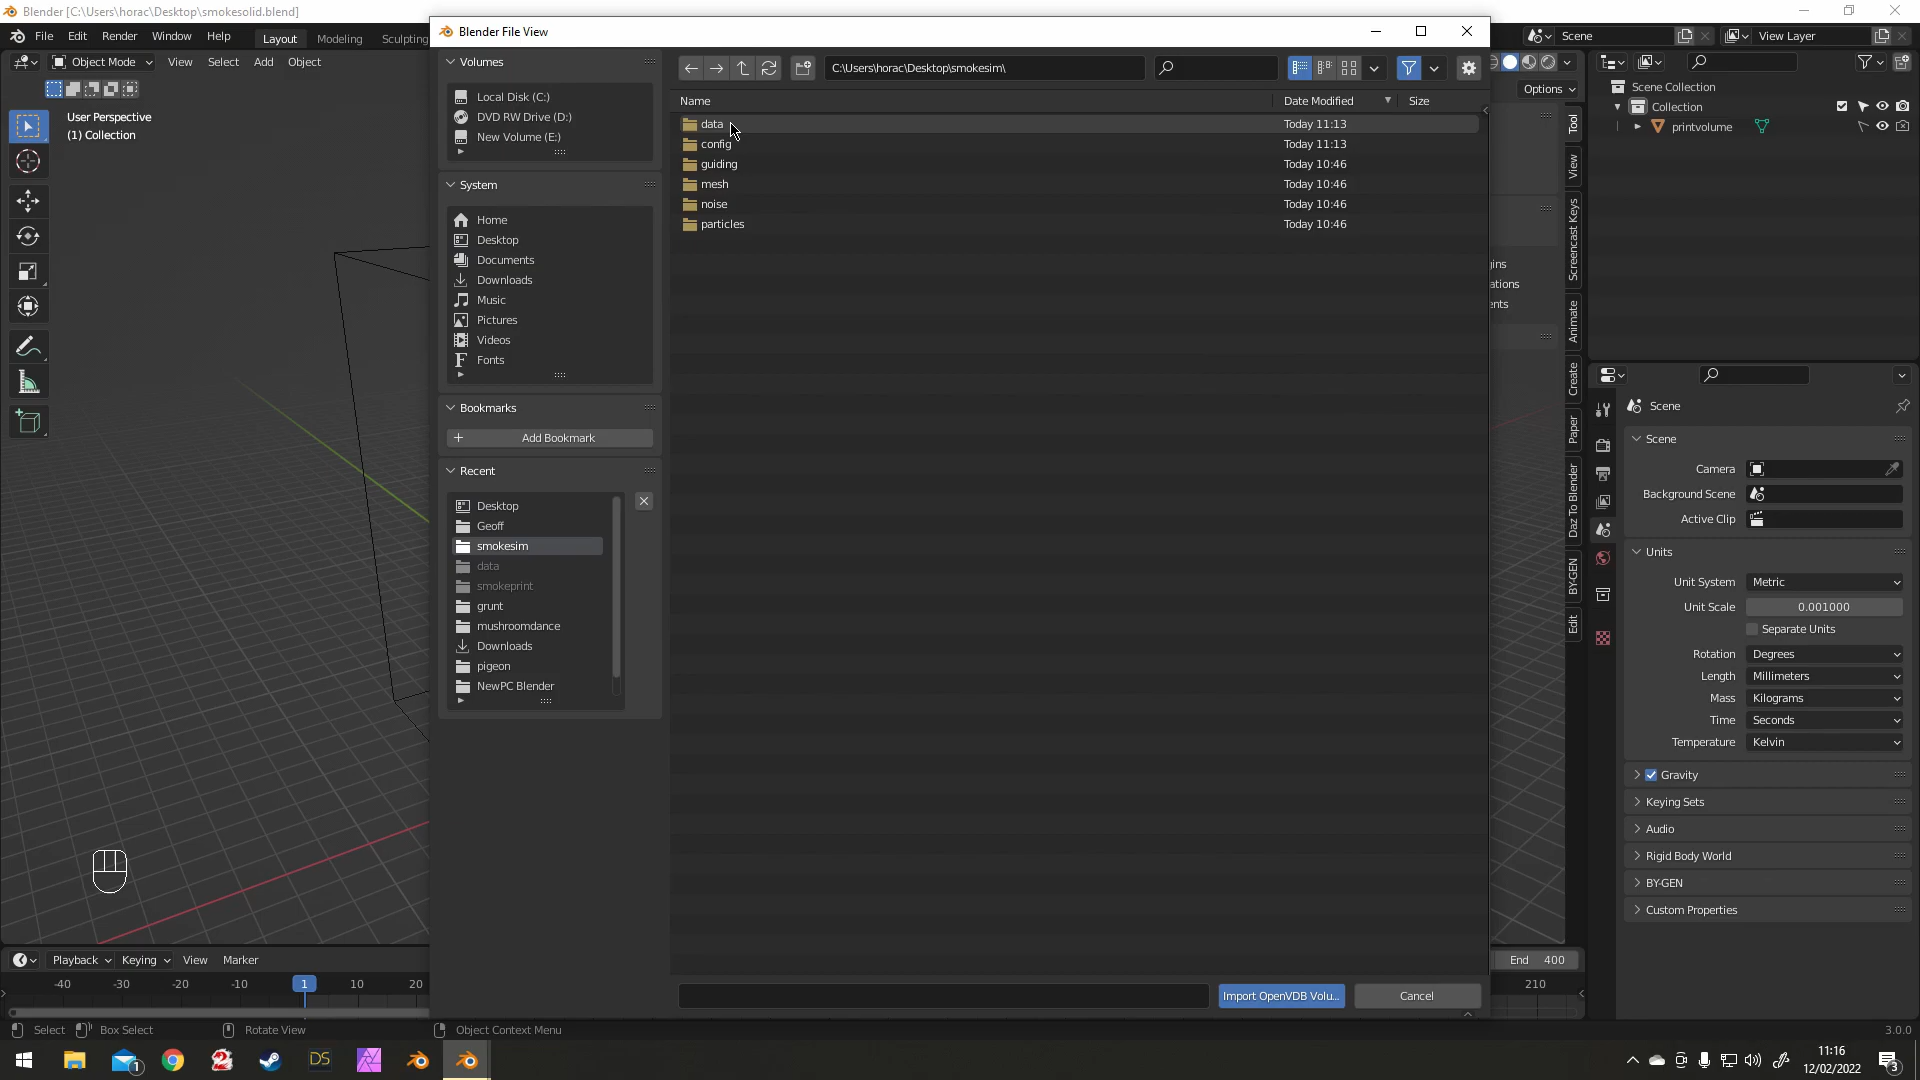 Blender [C:\Users\horac\Desktop\smokesolid.blend]
File Edit Render Window Help Layout Modeling Sculpting
Object Mode View Select Add Object
User Perspective
(1) Collection
Blender File View
Volumes
Local Disk (C:)
DVD RW Drive (D:)
New Volume (E:)
System
Home
Desktop
Documents
Downloads
Music
Pictures
Videos
Fonts
Bookmarks
Add Bookmark
Recent
Desktop
Geoff
smokesim
data
smokeprint
grunt
mushroomdance
Downloads
pigeon
NewPC Blender
C:\Users\horac\Desktop\smokesim\
Name Date Modified Size
data Today 11:13
config Today 11:13
guiding Today 10:46
mesh Today 10:46
noise Today 10:46
particles Today 10:46
Import OpenVDB Volu... Cancel
Options
gins
ations
ents
Tool
View
Screencast Keys
Animate
Create
Paper
Daz To Blender
BY-GEN
Edit
Scene View Layer
Scene Collection
Collection
printvolume
Scene
Scene
Camera
Background Scene
Active Clip
Units
Unit System Metric
Unit Scale 0.001000
Separate Units
Rotation Degrees
Length Millimeters
Mass Kilograms
Time Seconds
Temperature Kelvin
Gravity
Keying Sets
Audio
Rigid Body World
BY-GEN
Custom Properties
Playback Keying View Marker
End 400
-40 -30 -20 -10 1 10 20 210
Select Box Select Rotate View Object Context Menu 3.0.0
1 DS 11:16
12/02/2022 3